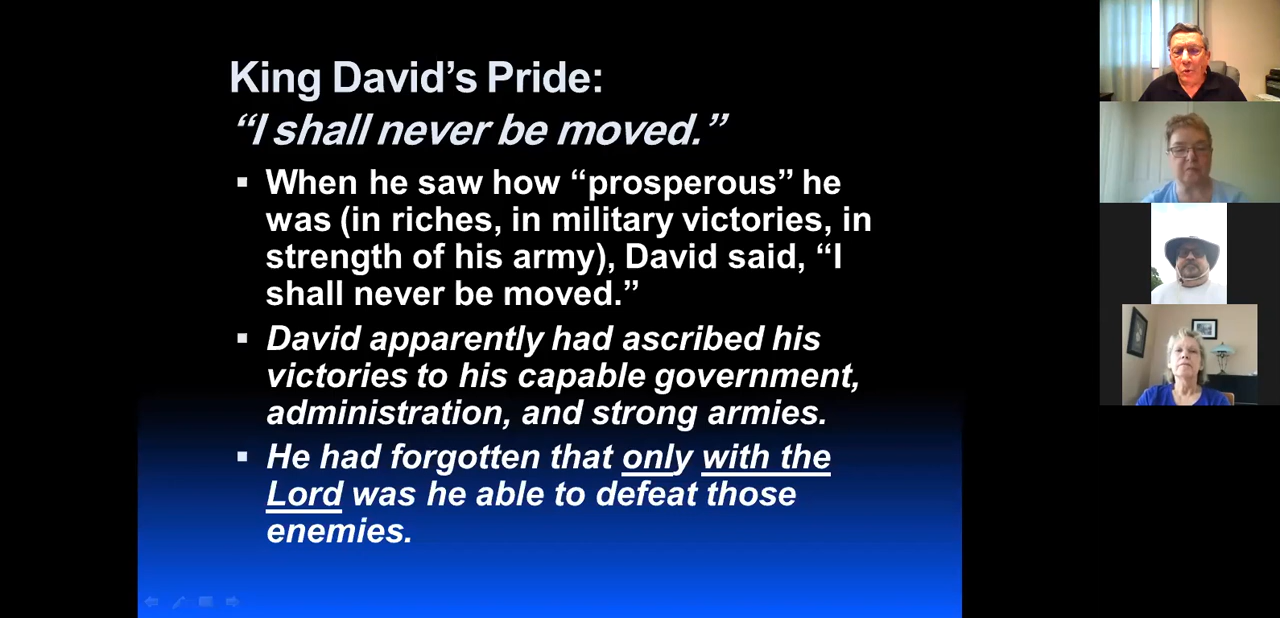 King David’s Pride:
“I shall never be moved.”
▪ When he saw how “prosperous” he
was (in riches, in military victories, in
strength of his army), David said, “I
shall never be moved.”
▪ David apparently had ascribed his
victories to his capable government,
administration, and strong armies.
▪ He had forgotten that only with the
Lord was he able to defeat those
enemies.